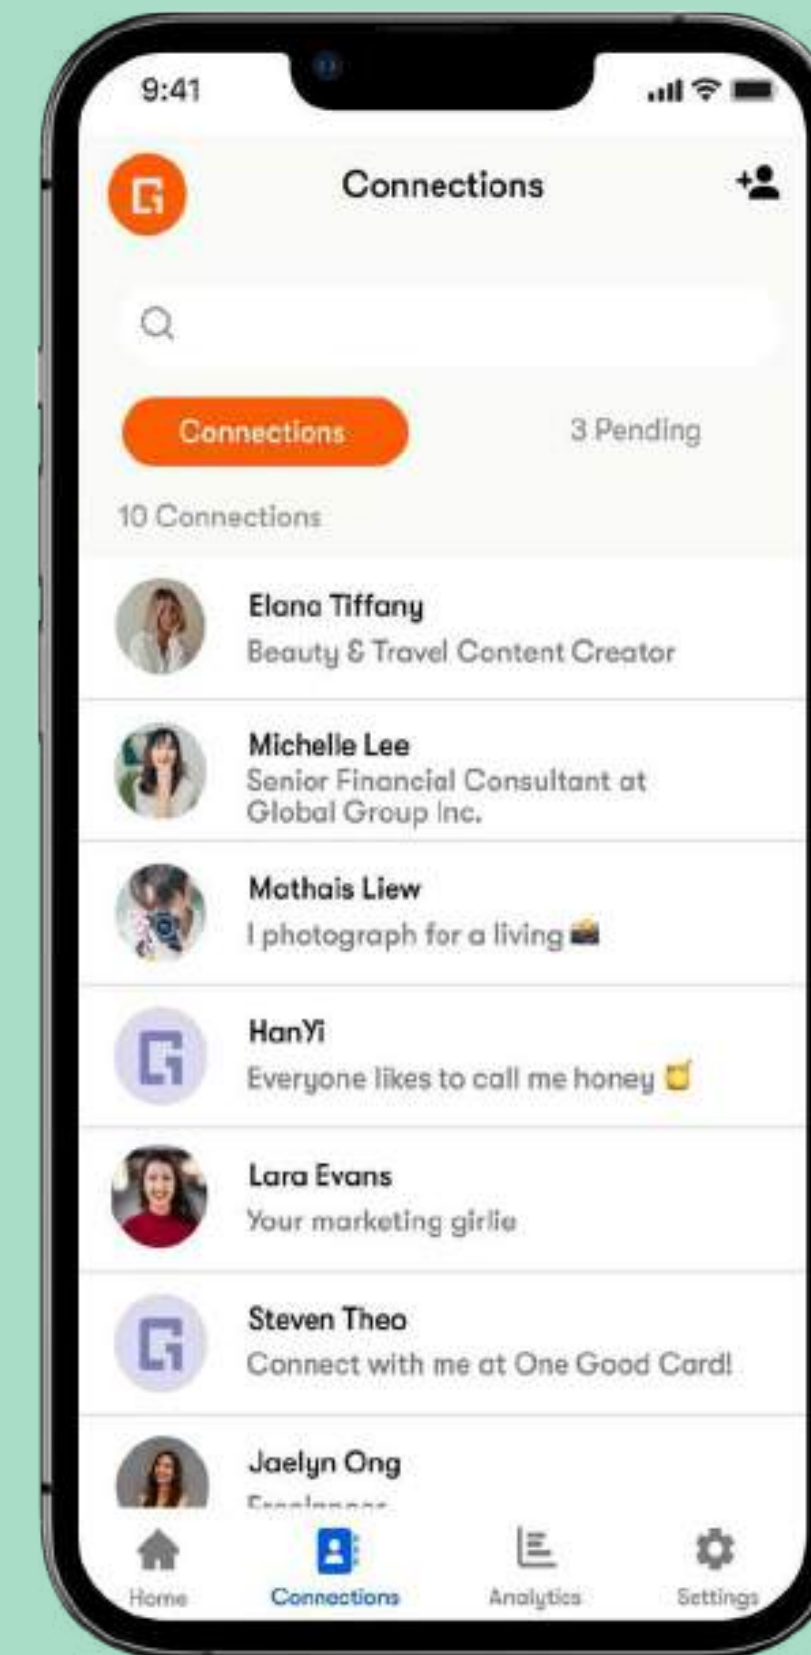 9:41
Connections
Connections
3 Pending
10 Connections
Elana Tiffany
Beauty & Travel Content Creator
Michelle Lee
Senior Financial Consultant at
Global Group Inc.
Mathais Liew
I photograph for a living 📸
HanYi
Everyone likes to call me honey 🍯
Lara Evans
Your marketing girlie
Steven Theo
Connect with me at One Good Card!
Jaelyn Ong
Freelancer
Home
Connections
Analytics
Settings